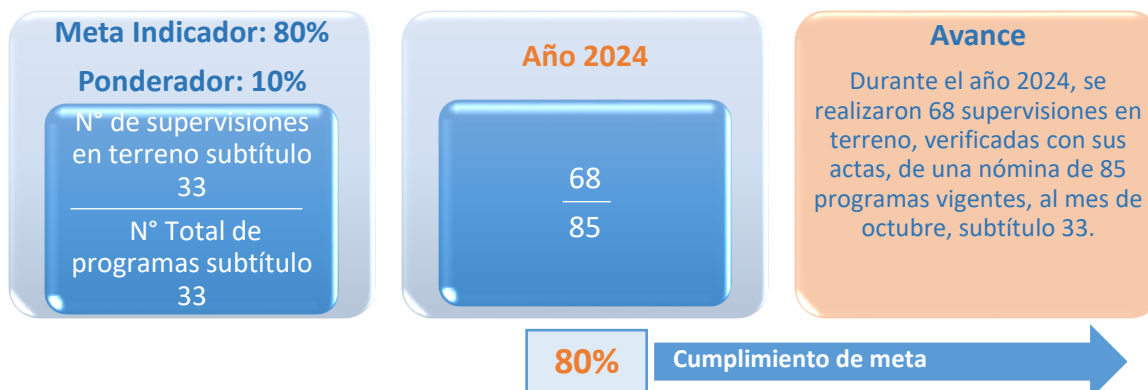 Meta Indicador: 80%
Ponderador: 10%
N° de supervisiones
en terreno subtítulo
33
N° Total de
programas subtítulo
33
Año 2024
68
85
Avance
Durante el año 2024, se
realizaron 68 supervisiones en
terreno, verificadas con sus
actas, de una nómina de 85
programas vigentes, al mes de
octubre, subtítulo 33.
80%
Cumplimiento de meta